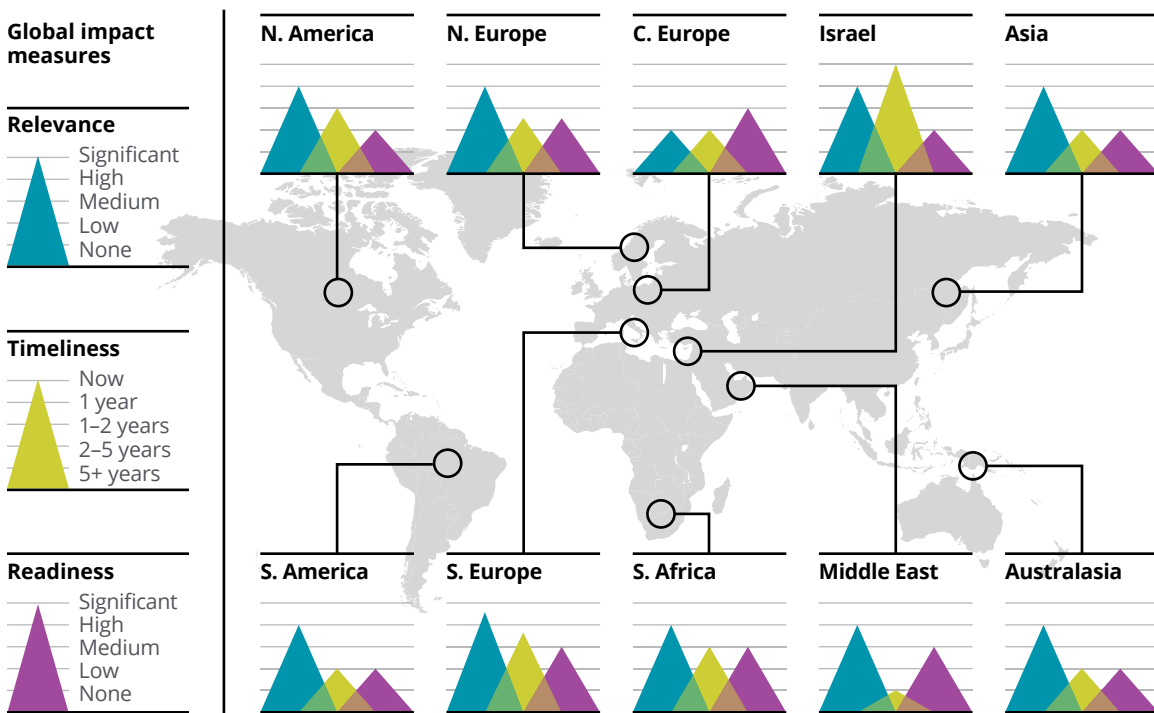 Global impact
measures
Relevance
Significant
High
Medium
Low
None
Timeliness
Now
1 year
1–2 years
2–5 years
5+ years
Readiness
Significant
High
Medium
Low
None
N. America
N. Europe
C. Europe
Israel
Asia
S. America
S. Europe
S. Africa
Middle East
Australasia